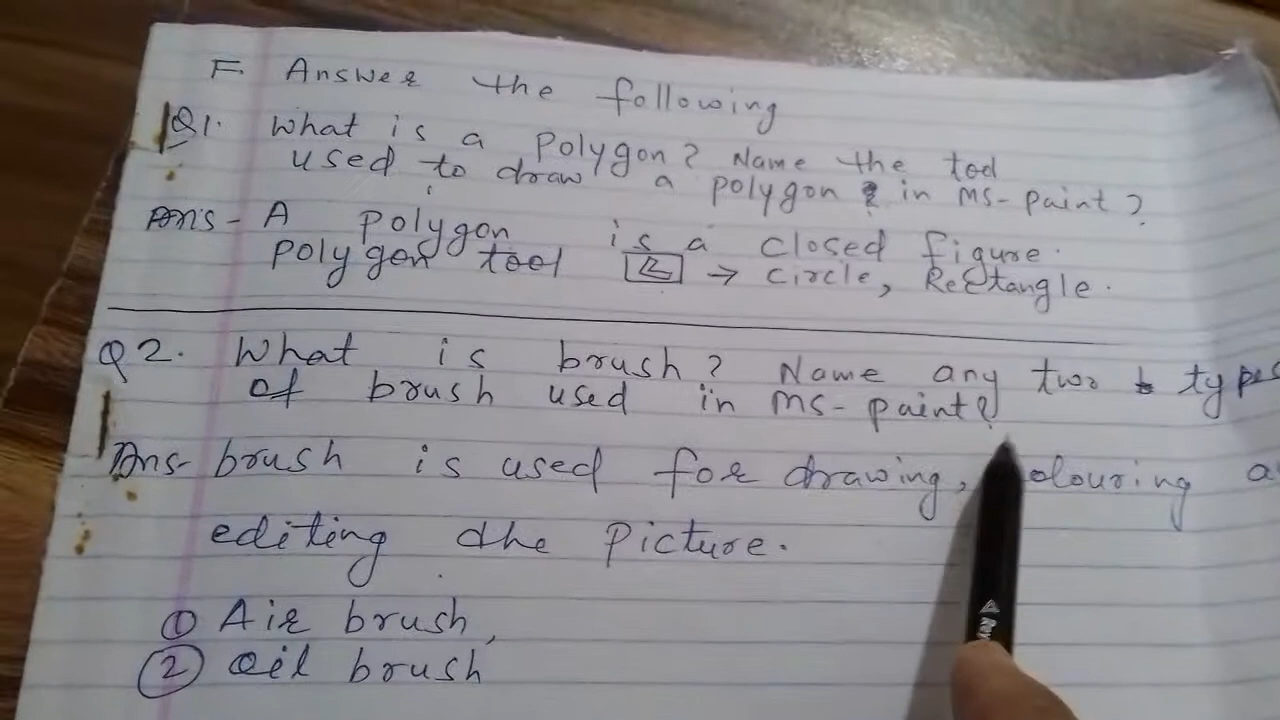 F. Answer the following
Q1. What is a polygon? Name the tool
used to draw a polygon in MS-paint?
Ans- A polygon is a closed figure.
polygon tool → circle, Rectangle.
Q2. What is brush? Name any two types
of brush used in MS-paint?
Ans- brush is used for drawing, colouring
editing the picture.
① Air brush,
② oil brush